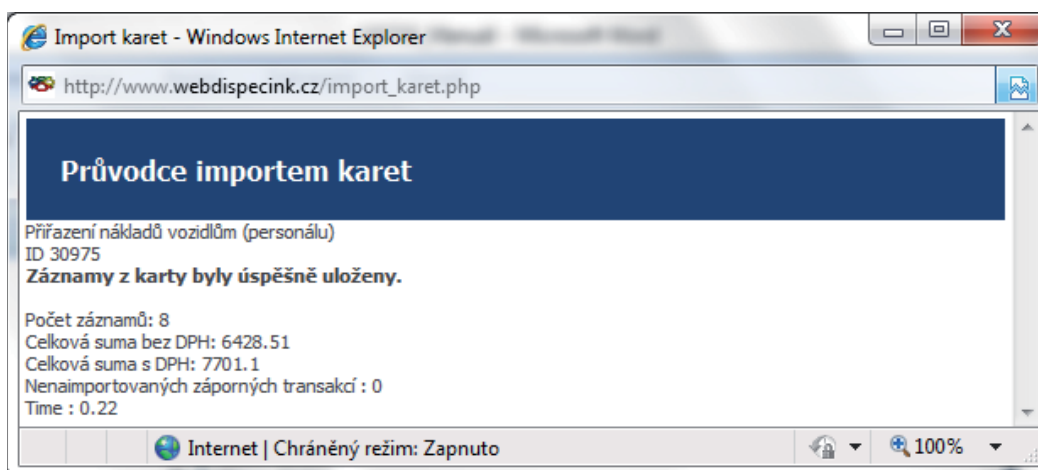 Import karet - Windows Internet Explorer
http://www.webdispecink.cz/import_karet.php
Průvodce importem karet
Přiřazení nákladů vozidlům (personálu)
ID 30975
Záznamy z karty byly úspěšně uloženy.
Počet záznamů: 8
Celková suma bez DPH: 6428.51
Celková suma s DPH: 7701.1
Nenaimportovaných záporných transakcí : 0
Time : 0.22
Internet | Chráněný režim: Zapnuto
100%